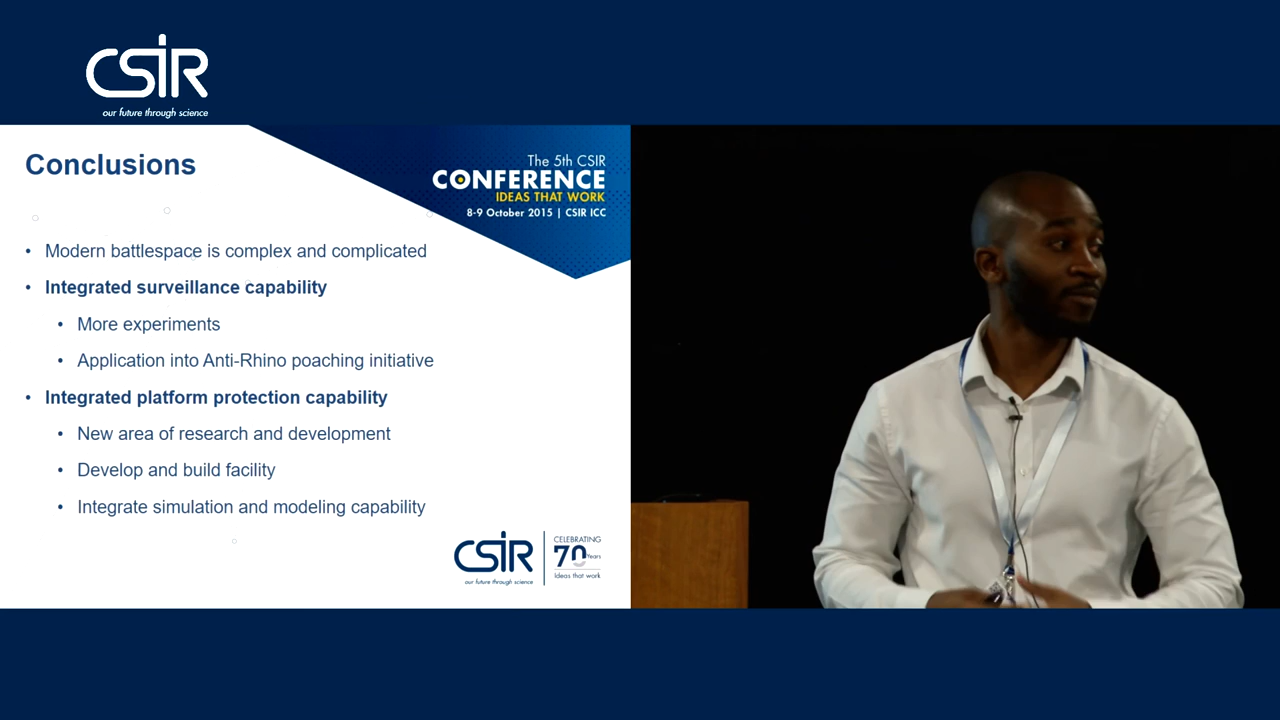 CSIR
our future through science
Conclusions
The 5th CSIR
CONFERENCE
IDEAS THAT WORK
8-9 October 2015 | CSIR ICC
• Modern battlespace is complex and complicated
• Integrated surveillance capability
• More experiments
• Application into Anti-Rhino poaching initiative
• Integrated platform protection capability
• New area of research and development
• Develop and build facility
• Integrate simulation and modeling capability
CSIR
our future through science
CELEBRATING
70 Years
Ideas that work